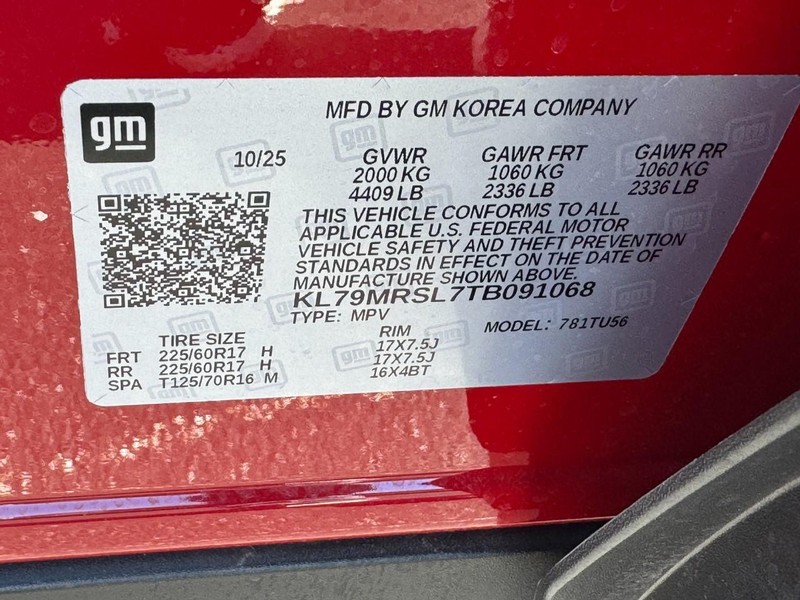 gm
MFD BY GM KOREA COMPANY
10/25 GVWR GAWR FRT GAWR RR
2000 KG 1060 KG 1060 KG
4409 LB 2336 LB 2336 LB
THIS VEHICLE CONFORMS TO ALL
APPLICABLE U.S. FEDERAL MOTOR
VEHICLE SAFETY AND THEFT PREVENTION
STANDARDS IN EFFECT ON THE DATE OF
MANUFACTURE SHOWN ABOVE.
KL79MRSL7TB091068
TYPE: MPV MODEL: 781TU56
TIRE SIZE RIM
FRT 225/60R17 H 17X7.5J
RR 225/60R17 H 17X7.5J
SPA T125/70R16 M 16X4BT